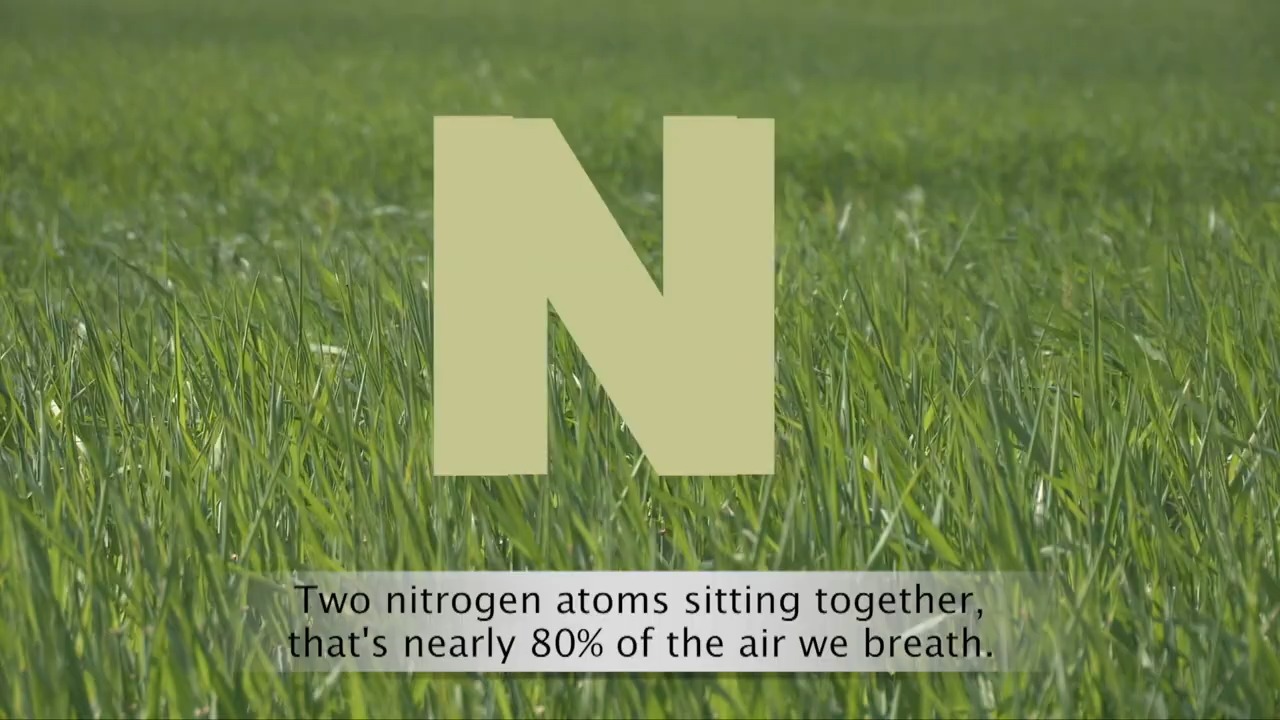 N
Two nitrogen atoms sitting together,
that's nearly 80% of the air we breath.